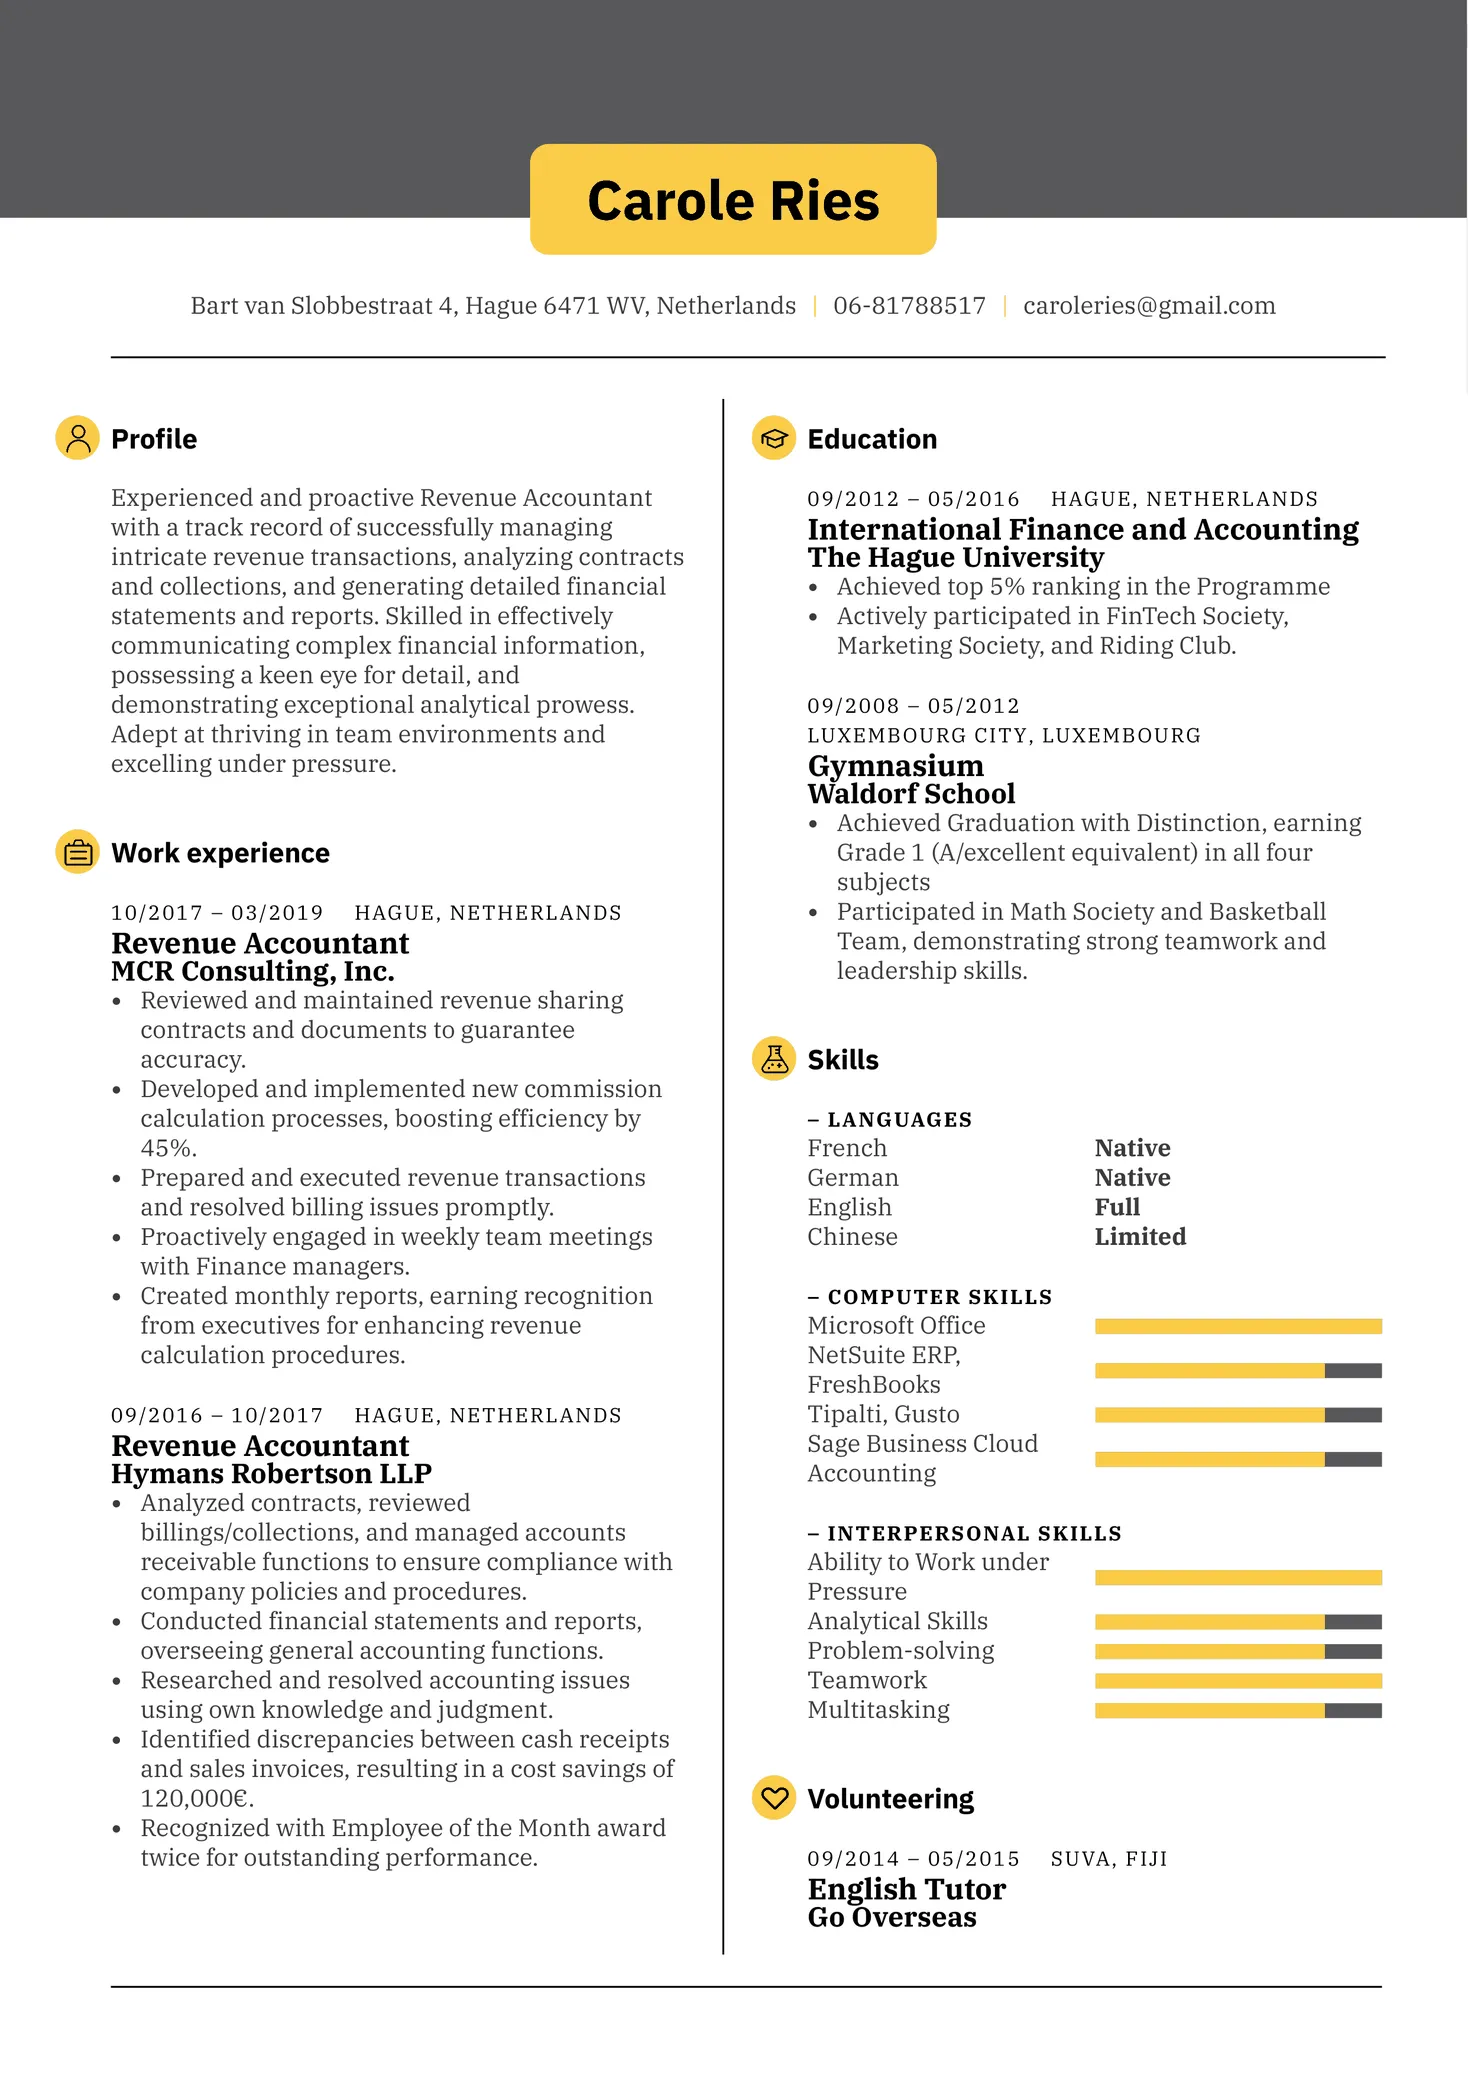 Carole Ries
Bart van Slobbestraat 4, Hague 6471 WV, Netherlands | 06-81788517 | caroleries@gmail.com
Profile
Experienced and proactive Revenue Accountant
with a track record of successfully managing
intricate revenue transactions, analyzing contracts
and collections, and generating detailed financial
statements and reports. Skilled in effectively
communicating complex financial information,
possessing a keen eye for detail, and
demonstrating exceptional analytical prowess.
Adept at thriving in team environments and
excelling under pressure.
Work experience
10/2017 – 03/2019 HAGUE, NETHERLANDS
Revenue Accountant
MCR Consulting, Inc.
• Reviewed and maintained revenue sharing
contracts and documents to guarantee
accuracy.
• Developed and implemented new commission
calculation processes, boosting efficiency by
45%.
• Prepared and executed revenue transactions
and resolved billing issues promptly.
• Proactively engaged in weekly team meetings
with Finance managers.
• Created monthly reports, earning recognition
from executives for enhancing revenue
calculation procedures.
09/2016 – 10/2017 HAGUE, NETHERLANDS
Revenue Accountant
Hymans Robertson LLP
• Analyzed contracts, reviewed
billings/collections, and managed accounts
receivable functions to ensure compliance with
company policies and procedures.
• Conducted financial statements and reports,
overseeing general accounting functions.
• Researched and resolved accounting issues
using own knowledge and judgment.
• Identified discrepancies between cash receipts
and sales invoices, resulting in a cost savings of
120,000€.
• Recognized with Employee of the Month award
twice for outstanding performance.
Education
09/2012 – 05/2016 HAGUE, NETHERLANDS
International Finance and Accounting
The Hague University
• Achieved top 5% ranking in the Programme
• Actively participated in FinTech Society,
Marketing Society, and Riding Club.
09/2008 – 05/2012
LUXEMBOURG CITY, LUXEMBOURG
Gymnasium
Waldorf School
• Achieved Graduation with Distinction, earning
Grade 1 (A/excellent equivalent) in all four
subjects
• Participated in Math Society and Basketball
Team, demonstrating strong teamwork and
leadership skills.
Skills
– LANGUAGES
French Native
German Native
English Full
Chinese Limited
– COMPUTER SKILLS
Microsoft Office
NetSuite ERP,
FreshBooks
Tipalti, Gusto
Sage Business Cloud
Accounting
– INTERPERSONAL SKILLS
Ability to Work under
Pressure
Analytical Skills
Problem-solving
Teamwork
Multitasking
Volunteering
09/2014 – 05/2015 SUVA, FIJI
English Tutor
Go Overseas